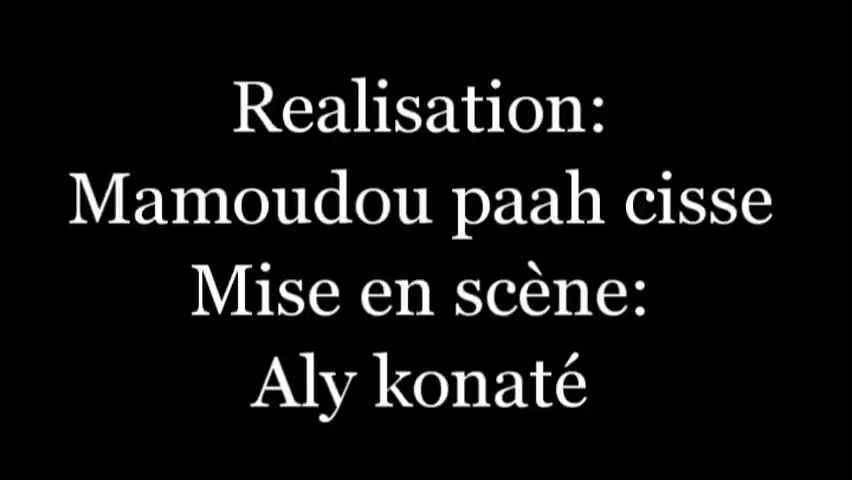 Realisation:
Mamoudou paah cisse
Mise en scène:
Aly konaté